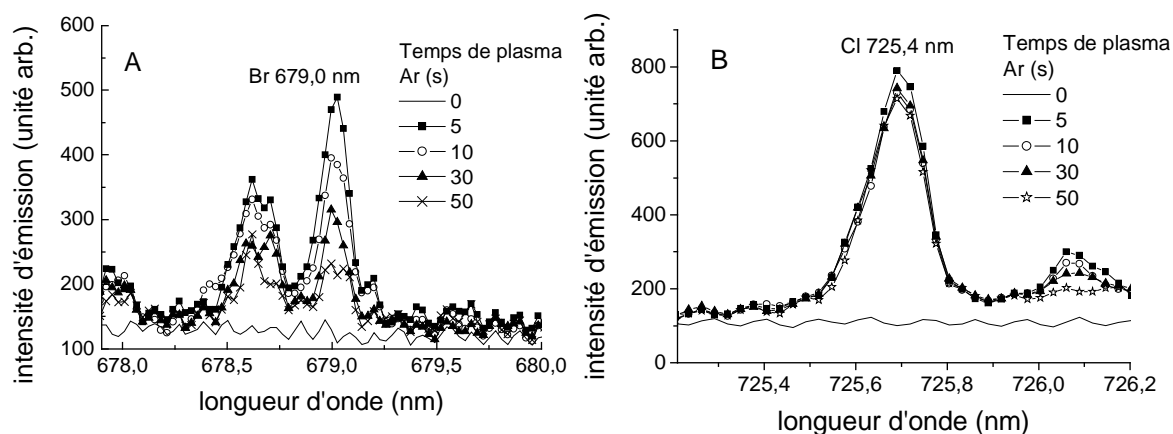 600
500
400
300
200
100
intensité d'émission (unité arb.)
A
Br 679,0 nm
Temps de plasma
Ar (s)
0
5
10
30
50
678,0
678,5
679,0
679,5
680,0
longueur d'onde (nm)
800
600
400
200
0
intensité d'émission (unité arb.)
Cl 725,4 nm
B
Temps de plasma
Ar (s)
0
5
10
30
50
725,4
725,6
725,8
726,0
726,2
longueur d'onde (nm)